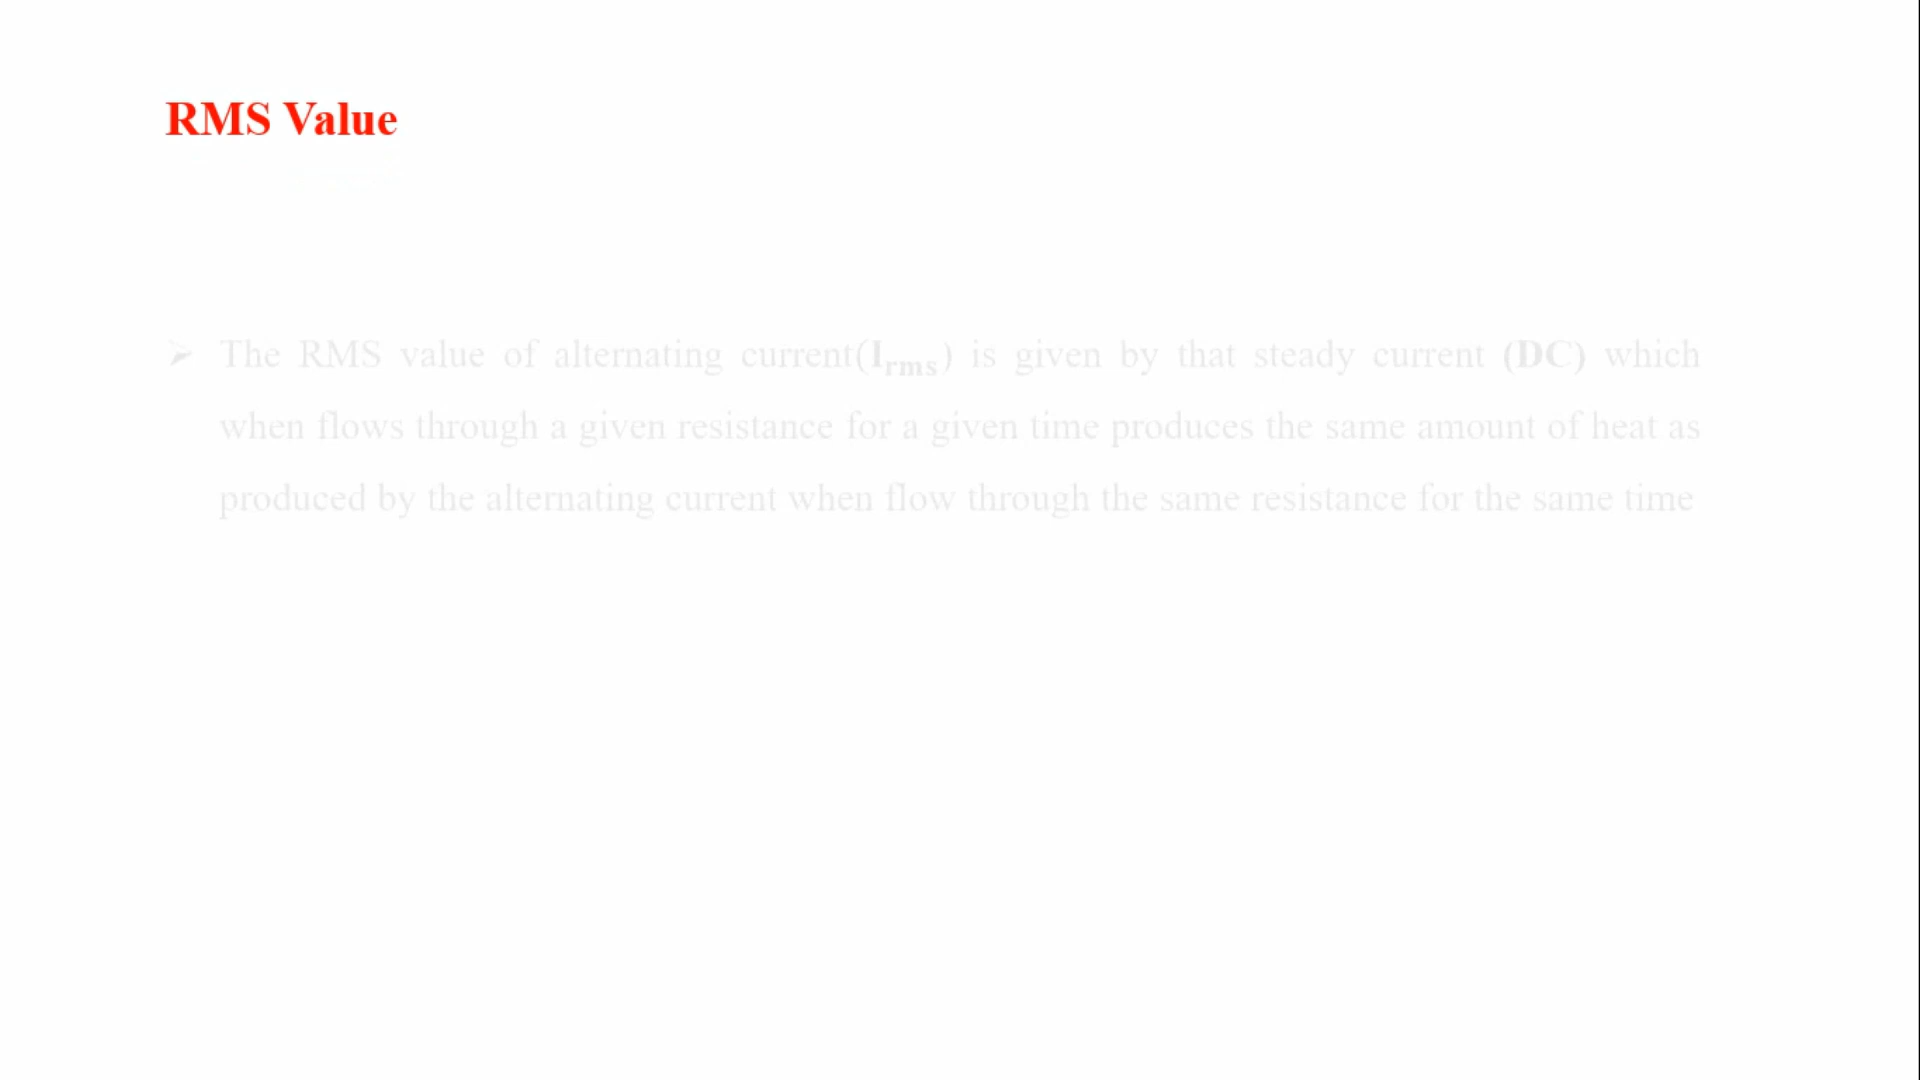 RMS Value
➤ The RMS value of alternating current(Irms) is given by that steady current (DC) which
when flows through a given resistance for a given time produces the same amount of heat as
produced by the alternating current when flow through the same resistance for the same time